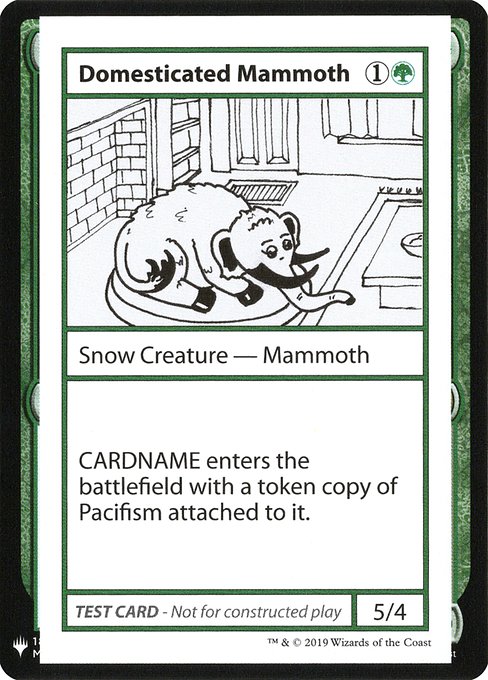 Domesticated Mammoth 1
Snow Creature — Mammoth
CARDNAME enters the
battlefield with a token copy of
Pacifism attached to it.
TEST CARD - Not for constructed play
5/4
™ & © 2019 Wizards of the Coast